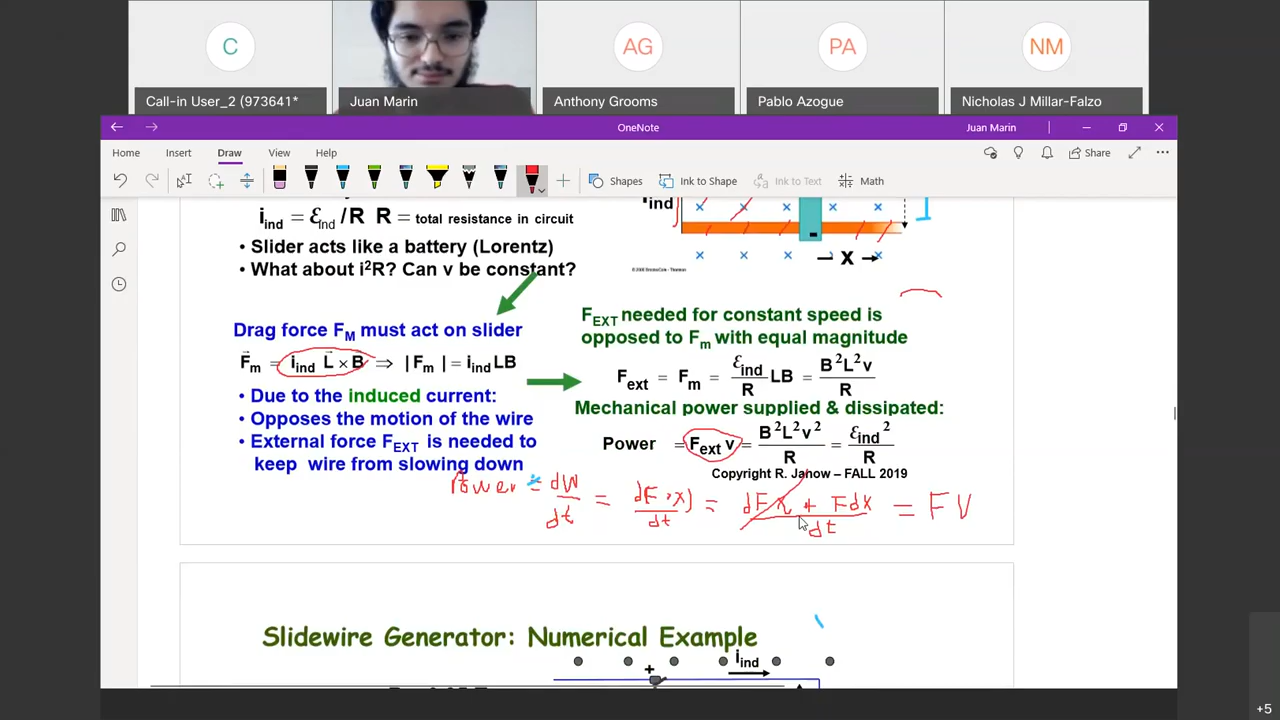 C
AG
PA
NM
Call-in User_2 (973641*
Juan Marin
Anthony Grooms
Pablo Azogue
Nicholas J Millar-Falzo
OneNote
Juan Marin
Home Insert Draw View Help
Share
Shapes
Ink to Shape
Ink to Text
Math
i_ind = ℰ_ind / R R = total resistance in circuit
• Slider acts like a battery (Lorentz)
• What about i²R? Can v be constant?
x
Drag force F_M must act on slider
F_m = i_ind L × B ⇒ | F_m | = i_ind LB
• Due to the induced current:
• Opposes the motion of the wire
• External force F_EXT is needed to
keep wire from slowing down
F_EXT needed for constant speed is
opposed to F_m with equal magnitude
F_ext = F_m = ℰ_ind/R LB = B²L²v/R
Mechanical power supplied & dissipated:
Power = F_ext v = B²L²v²/R = ℰ_ind²/R
Copyright R. Janow – FALL 2019
Power = dW/dt = d(F·x)/dt = dF x + Fdx/dt = FV
Slidewire Generator: Numerical Example
+
i_ind
+5